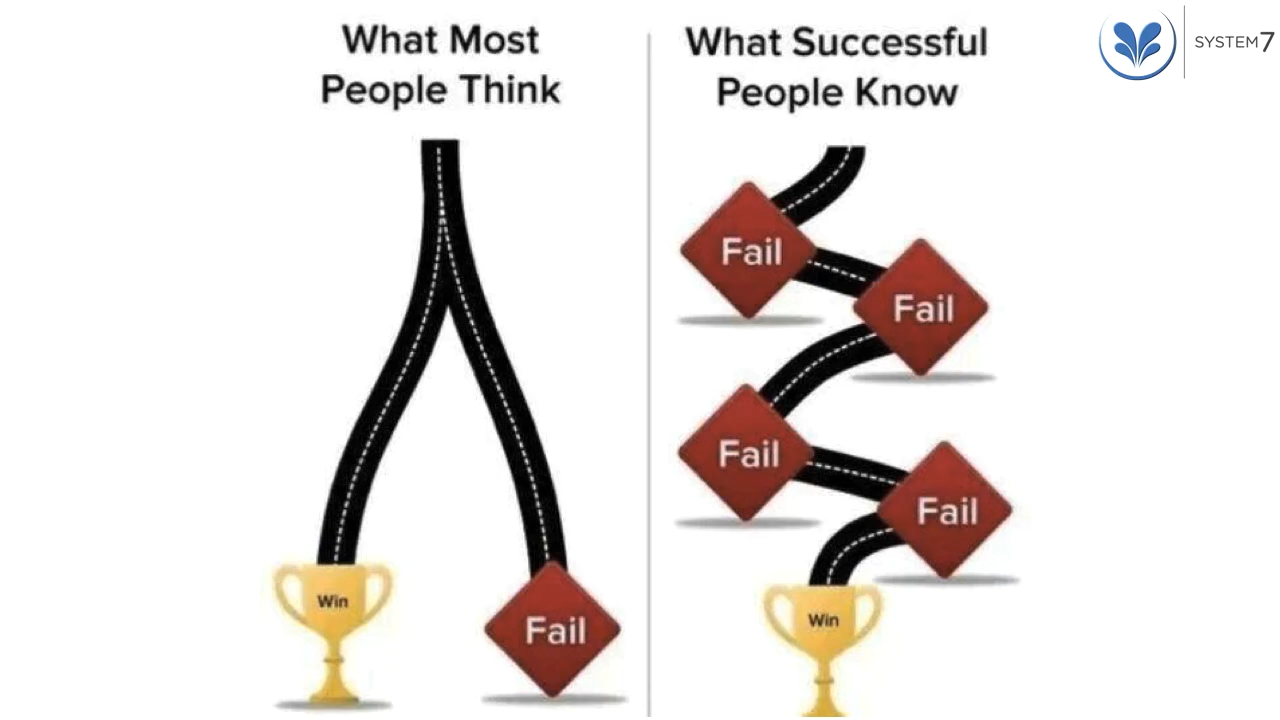 What Most
People Think
Win
Fail
What Successful
People Know
Fail
Fail
Fail
Fail
Win
SYSTEM7